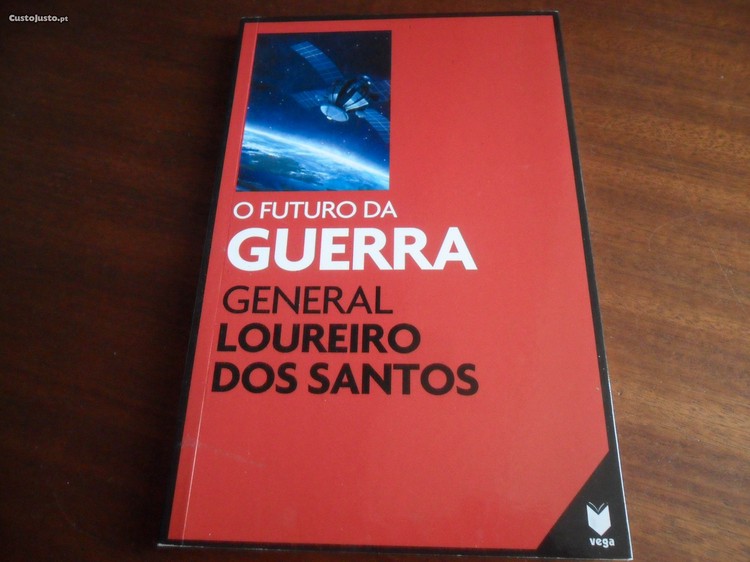 CustoJusto.pt
O FUTURO DA
GUERRA
GENERAL
LOUREIRO
DOS SANTOS
vega